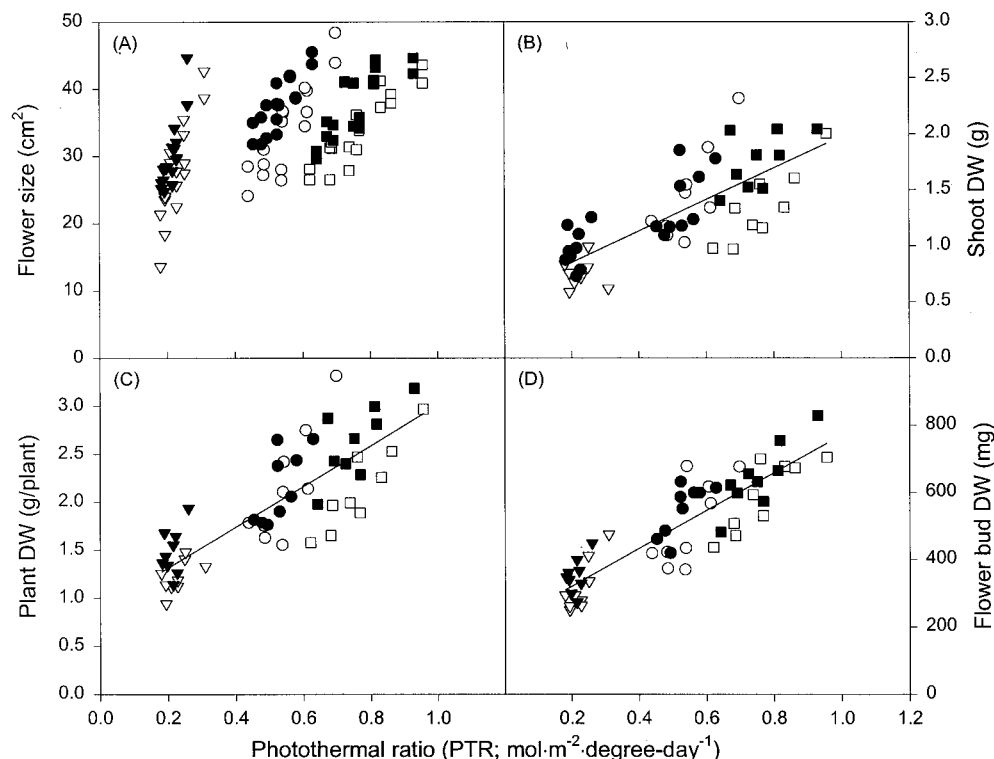 (A)
(B)
50
40
30
20
10
0
Flower size (cm²)
3.0
2.5
2.0
1.5
1.0
0.5
0.0
Shoot DW (g)
(C)
(D)
3.0
2.5
2.0
1.5
1.0
0.5
0.0
Plant DW (g/plant)
800
600
400
200
0
Flower bud DW (mg)
0.0 0.2 0.4 0.6 0.8 1.0 0.2 0.4 0.6 0.8 1.0 1.2
Photothermal ratio (PTR; mol·m⁻²·degree-day⁻¹)